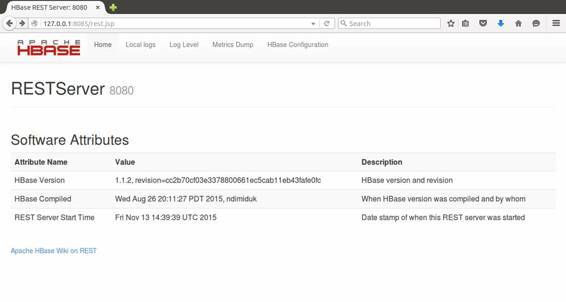 HBase REST Server: 8080
127.0.0.1:8085/rest.jsp
Search
APACHE
HBASE
Home Local logs Log Level Metrics Dump HBase Configuration
RESTServer 8080
Software Attributes
Attribute Name Value Description
HBase Version 1.1.2, revision=cc2b70cf03e3378800661ec5cab11eb43fafe0fc HBase version and revision
HBase Compiled Wed Aug 26 20:11:27 PDT 2015, ndimiduk When HBase version was compiled and by whom
REST Server Start Time Fri Nov 13 14:39:39 UTC 2015 Date stamp of when this REST server was started
Apache HBase Wiki on REST